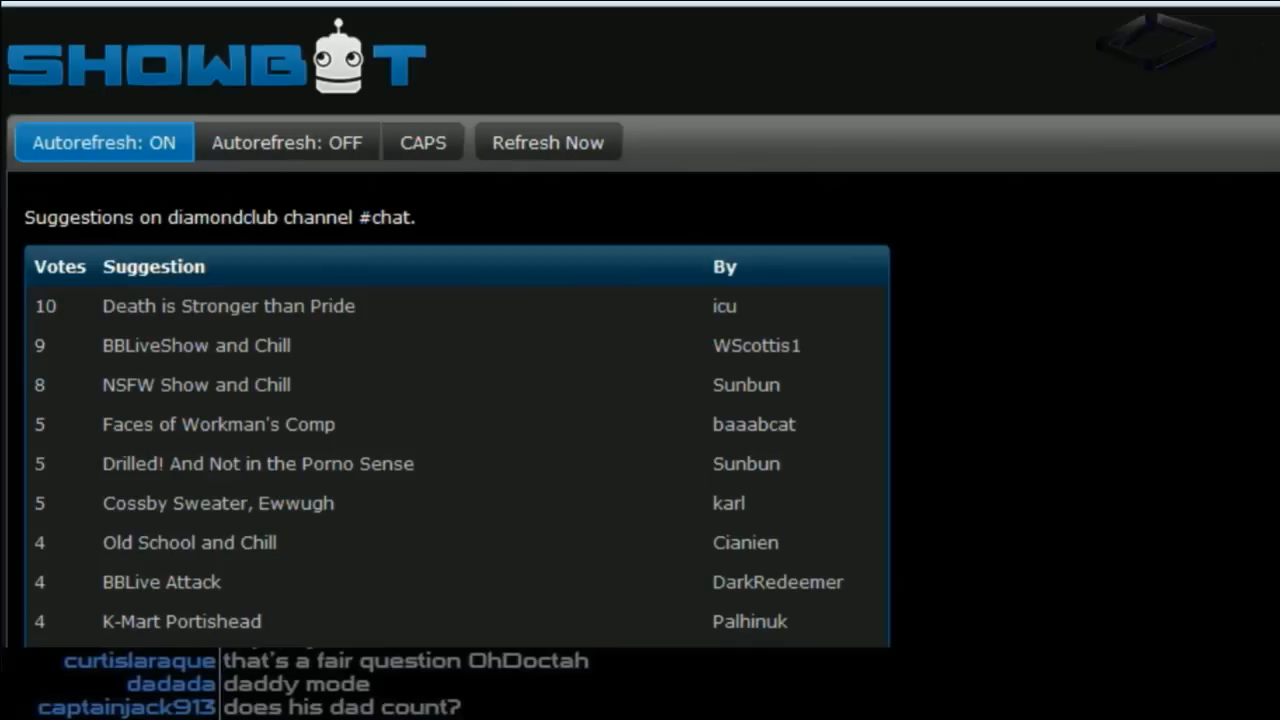 SHOWBOT
Autorefresh: ON Autorefresh: OFF CAPS Refresh Now
Suggestions on diamondclub channel #chat.
Votes Suggestion By
10 Death is Stronger than Pride icu
9 BBLiveShow and Chill WScottis1
8 NSFW Show and Chill Sunbun
5 Faces of Workman's Comp baaabcat
5 Drilled! And Not in the Porno Sense Sunbun
5 Cossby Sweater, Ewwugh karl
4 Old School and Chill Cianien
4 BBLive Attack DarkRedeemer
4 K-Mart Portishead Palhinuk
curtislaraque that's a fair question OhDoctah
dadada daddy mode
captainjack913 does his dad count?